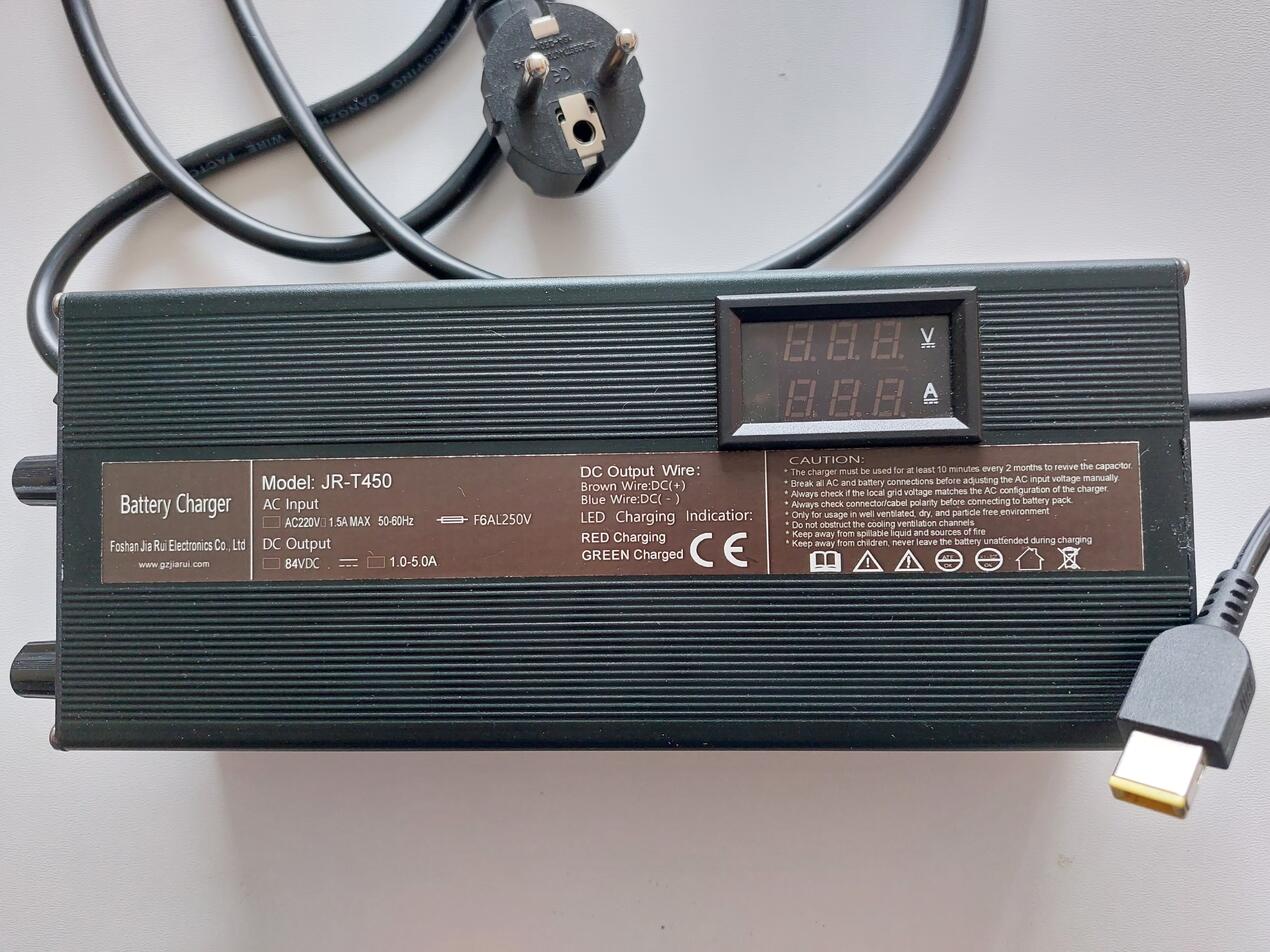 WIRE FACTO
CE
V
A
Battery Charger
Foshan Jia Rui Electronics Co., Ltd
www.gzjiarui.com
Model: JR-T450
AC Input
AC220V 1.5A MAX 50-60Hz
F6AL250V
DC Output
84VDC 1.0-5.0A
DC Output Wire:
Brown Wire:DC(+)
Blue Wire:DC( - )
LED Charging Indicatior:
RED Charging
GREEN Charged
CE
CAUTION:
* The charger must be used for at least 10 minutes every 2 months to revive the capacitor.
* Break all AC and battery connections before adjusting the AC input voltage manually.
* Always check if the local grid voltage matches the AC configuration of the charger.
* Always check connector/cabel polarity before connecting to battery pack.
* Only for usage in well ventilated, dry, and particle free environment
* Do not obstruct the cooling ventilation channels
* Keep away from spillable liquid and sources of fire
* Keep away from children, never leave the battery unattended during charging